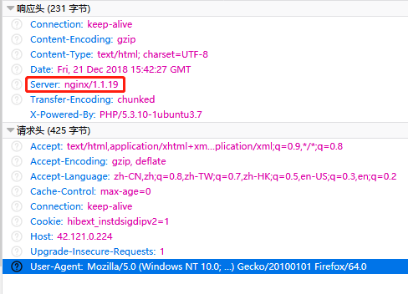 响应头 (231 字节)
Connection: keep-alive
Content-Encoding: gzip
Content-Type: text/html; charset=UTF-8
Date: Fri, 21 Dec 2018 15:42:27 GMT
Server: nginx/1.1.19
Transfer-Encoding: chunked
X-Powered-By: PHP/5.3.10-1ubuntu3.7
请求头 (425 字节)
Accept: text/html,application/xhtml+xm...plication/xml;q=0.9,*/*;q=0.8
Accept-Encoding: gzip, deflate
Accept-Language: zh-CN,zh;q=0.8,zh-TW;q=0.7,zh-HK;q=0.5,en-US;q=0.3,en;q=0.2
Cache-Control: max-age=0
Connection: keep-alive
Cookie: hibext_instdsigdipv2=1
Host: 42.121.0.224
Upgrade-Insecure-Requests: 1
User-Agent: Mozilla/5.0 (Windows NT 10.0; ...) Gecko/20100101 Firefox/64.0